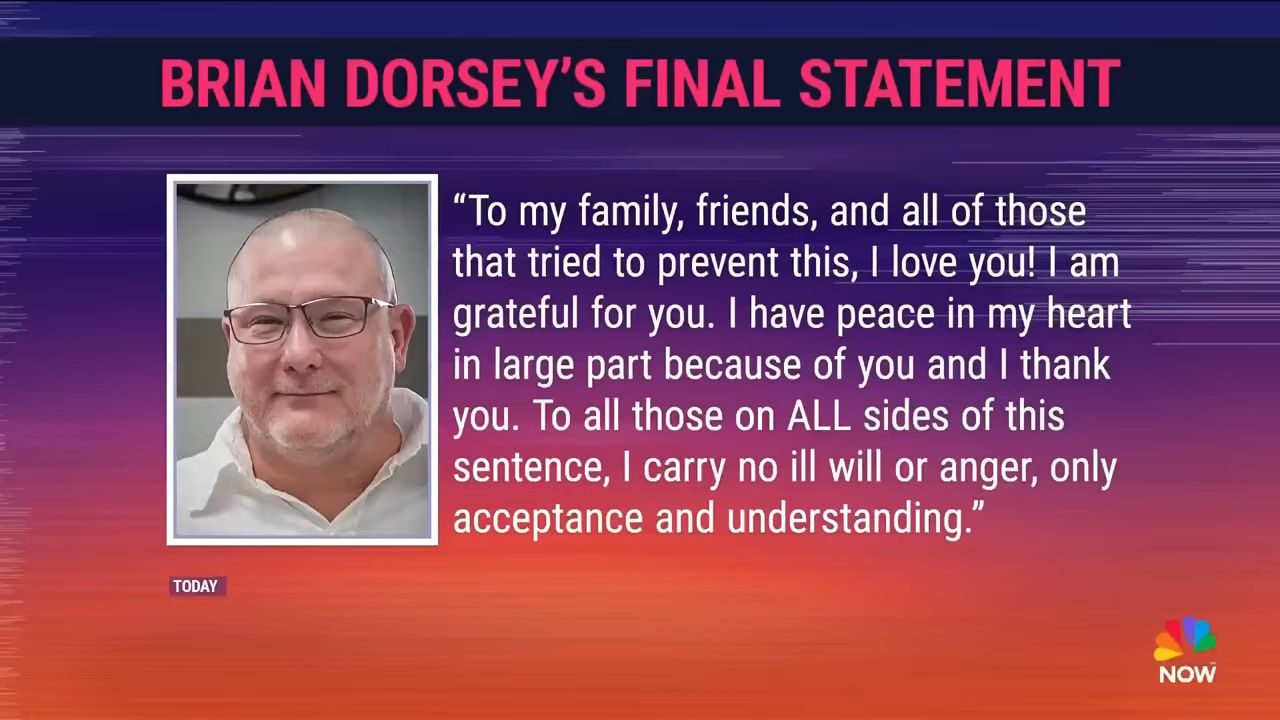 BRIAN DORSEY’S FINAL STATEMENT
“To my family, friends, and all of those
that tried to prevent this, I love you! I am
grateful for you. I have peace in my heart
in large part because of you and I thank
you. To all those on ALL sides of this
sentence, I carry no ill will or anger, only
acceptance and understanding.”
TODAY
NOW